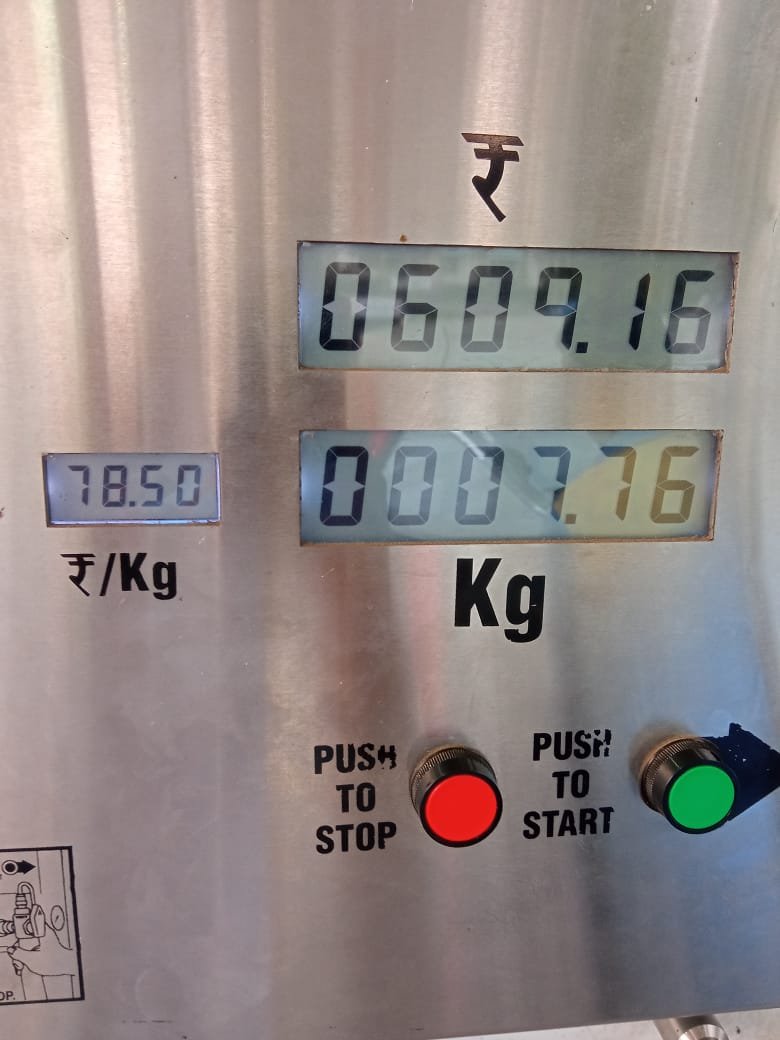 ₹
0609.16
78.50
0007.76
₹/Kg
Kg
PUSH
TO
STOP
PUSH
TO
START